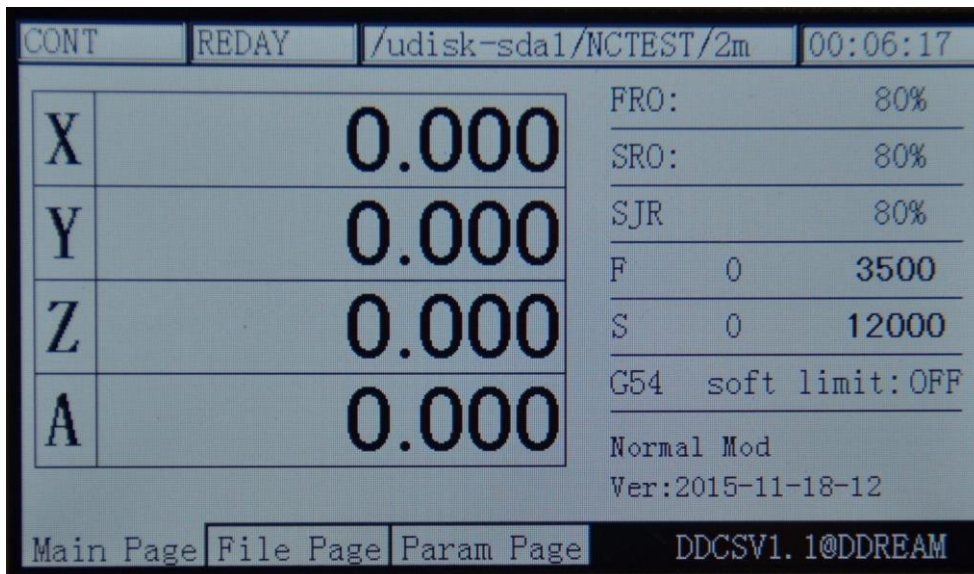 CONT REDAY /udisk-sda1/NCTEST/2m 00:06:17
X 0.000
Y 0.000
Z 0.000
A 0.000
FRO: 80%
SRO: 80%
SJR 80%
F 0 3500
S 0 12000
G54 soft limit:OFF
Normal Mod
Ver:2015-11-18-12
Main Page File Page Param Page DDCSV1.1@DDREAM